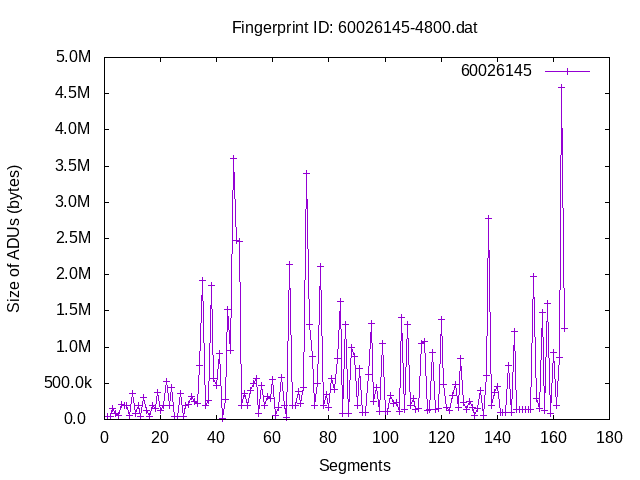 Fingerprint ID: 60026145-4800.dat
60026145
5.0M
4.5M
4.0M
3.5M
3.0M
2.5M
2.0M
1.5M
1.0M
500.0k
0.0
Size of ADUs (bytes)
0 20 40 60 80 100 120 140 160 180
Segments